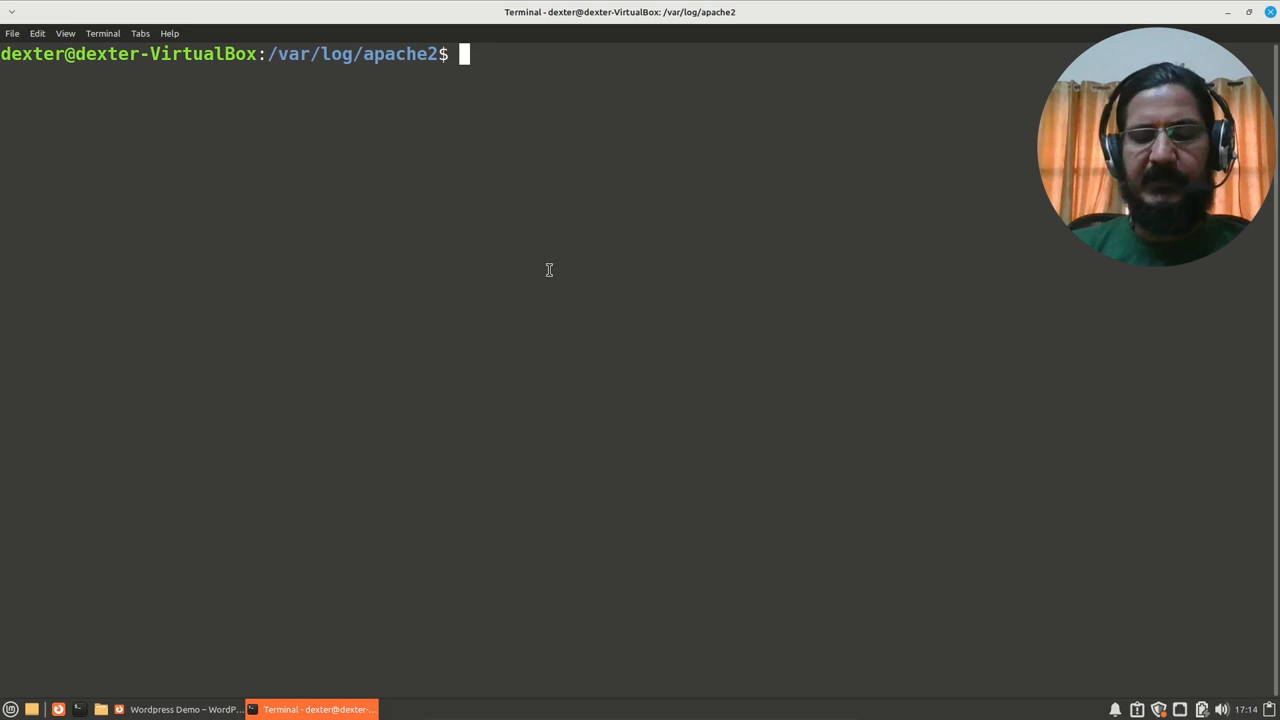 Terminal - dexter@dexter-VirtualBox: /var/log/apache2
File Edit View Terminal Tabs Help
dexter@dexter-VirtualBox:/var/log/apache2$
Wordpress Demo – WordP...
Terminal - dexter@dexter-...
17:14